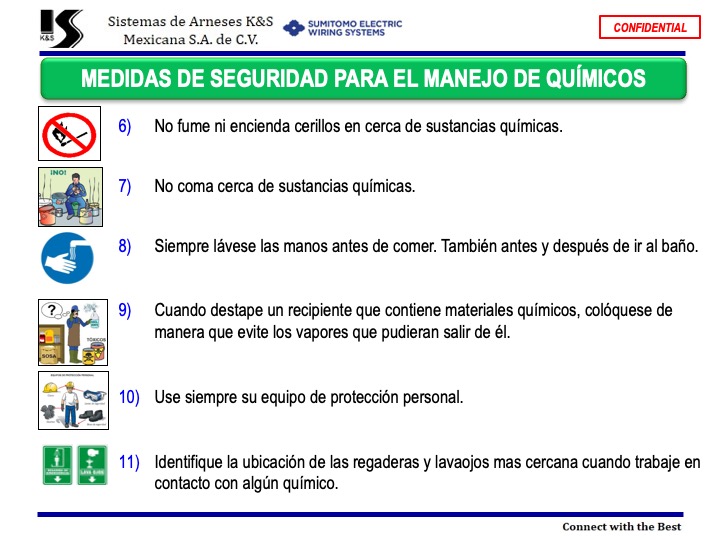 K&S
Sistemas de Arneses K&S
Mexicana S.A. de C.V.
SUMITOMO ELECTRIC
WIRING SYSTEMS
CONFIDENTIAL
MEDIDAS DE SEGURIDAD PARA EL MANEJO DE QUÍMICOS
6) No fume ni encienda cerillos en cerca de sustancias químicas.
¡NO!
7) No coma cerca de sustancias químicas.
8) Siempre lávese las manos antes de comer. También antes y después de ir al baño.
?
TÓXICOS
SOSA
9) Cuando destape un recipiente que contiene materiales químicos, colóquese de
manera que evite los vapores que pudieran salir de él.
10) Use siempre su equipo de protección personal.
11) Identifique la ubicación de las regaderas y lavaojos mas cercana cuando trabaje en
contacto con algún químico.
Connect with the Best